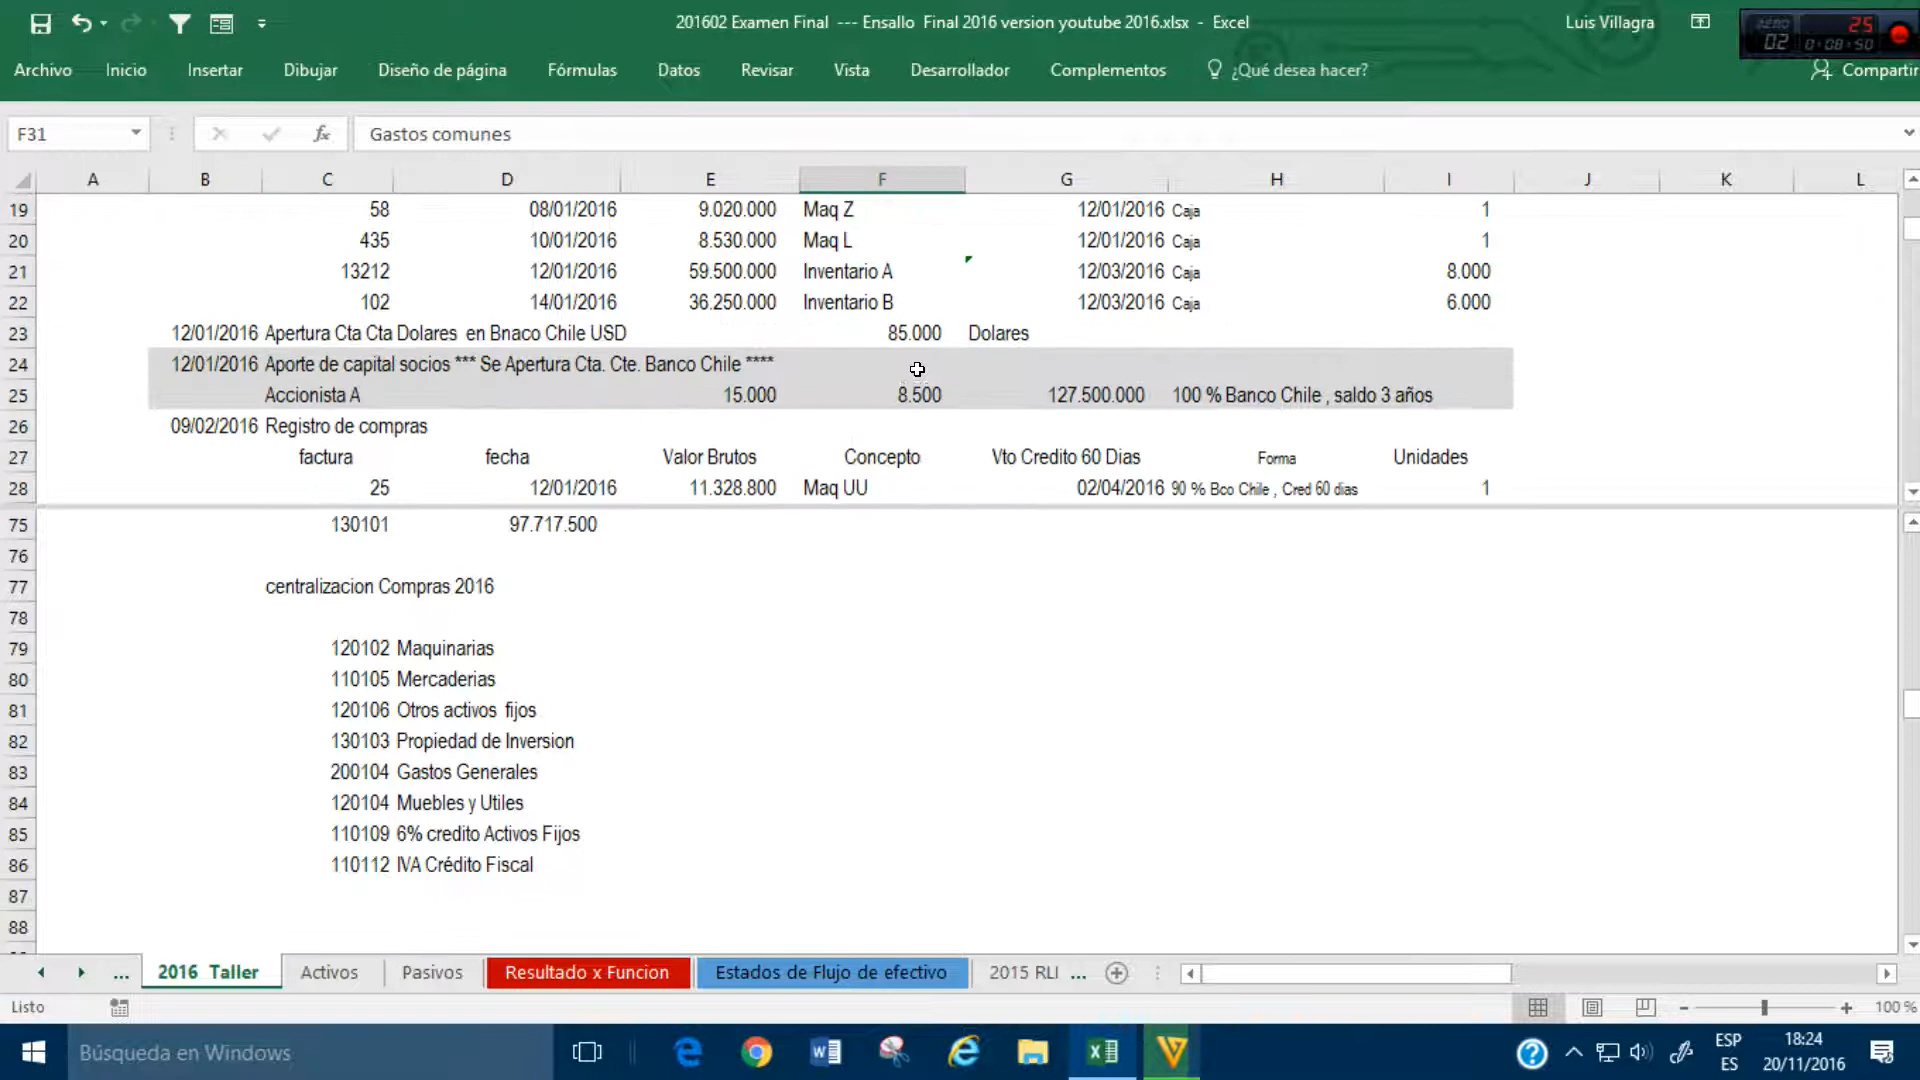 201602 Examen Final --- Ensallo Final 2016 version youtube 2016.xlsx - Excel
Luis Villagra
02 25
0:08:50
Archivo Inicio Insertar Dibujar Diseño de página Fórmulas Datos Revisar Vista Desarrollador Complementos ¿Qué desea hacer? Compartir
F31 fx Gastos comunes
A B C D E F G H I J K L
19 58 08/01/2016 9.020.000 Maq Z 12/01/2016 Caja 1
20 435 10/01/2016 8.530.000 Maq L 12/01/2016 Caja 1
21 13212 12/01/2016 59.500.000 Inventario A 12/03/2016 Caja 8.000
22 102 14/01/2016 36.250.000 Inventario B 12/03/2016 Caja 6.000
23 12/01/2016 Apertura Cta Cta Dolares en Bnaco Chile USD 85.000 Dolares
24 12/01/2016 Aporte de capital socios *** Se Apertura Cta. Cte. Banco Chile ****
25 Accionista A 15.000 8.500 127.500.000 100 % Banco Chile , saldo 3 años
26 09/02/2016 Registro de compras
27 factura fecha Valor Brutos Concepto Vto Credito 60 Dias Forma Unidades
28 25 12/01/2016 11.328.800 Maq UU 02/04/2016 90 % Bco Chile , Cred 60 dias 1
75 130101 97.717.500
76
77 centralizacion Compras 2016
78
79 120102 Maquinarias
80 110105 Mercaderias
81 120106 Otros activos fijos
82 130103 Propiedad de Inversion
83 200104 Gastos Generales
84 120104 Muebles y Utiles
85 110109 6% credito Activos Fijos
86 110112 IVA Crédito Fiscal
87
88
... 2016 Taller Activos Pasivos Resultado x Funcion Estados de Flujo de efectivo 2015 RLI ...
Listo 100 %
Búsqueda en Windows
ESP 18:24
ES 20/11/2016